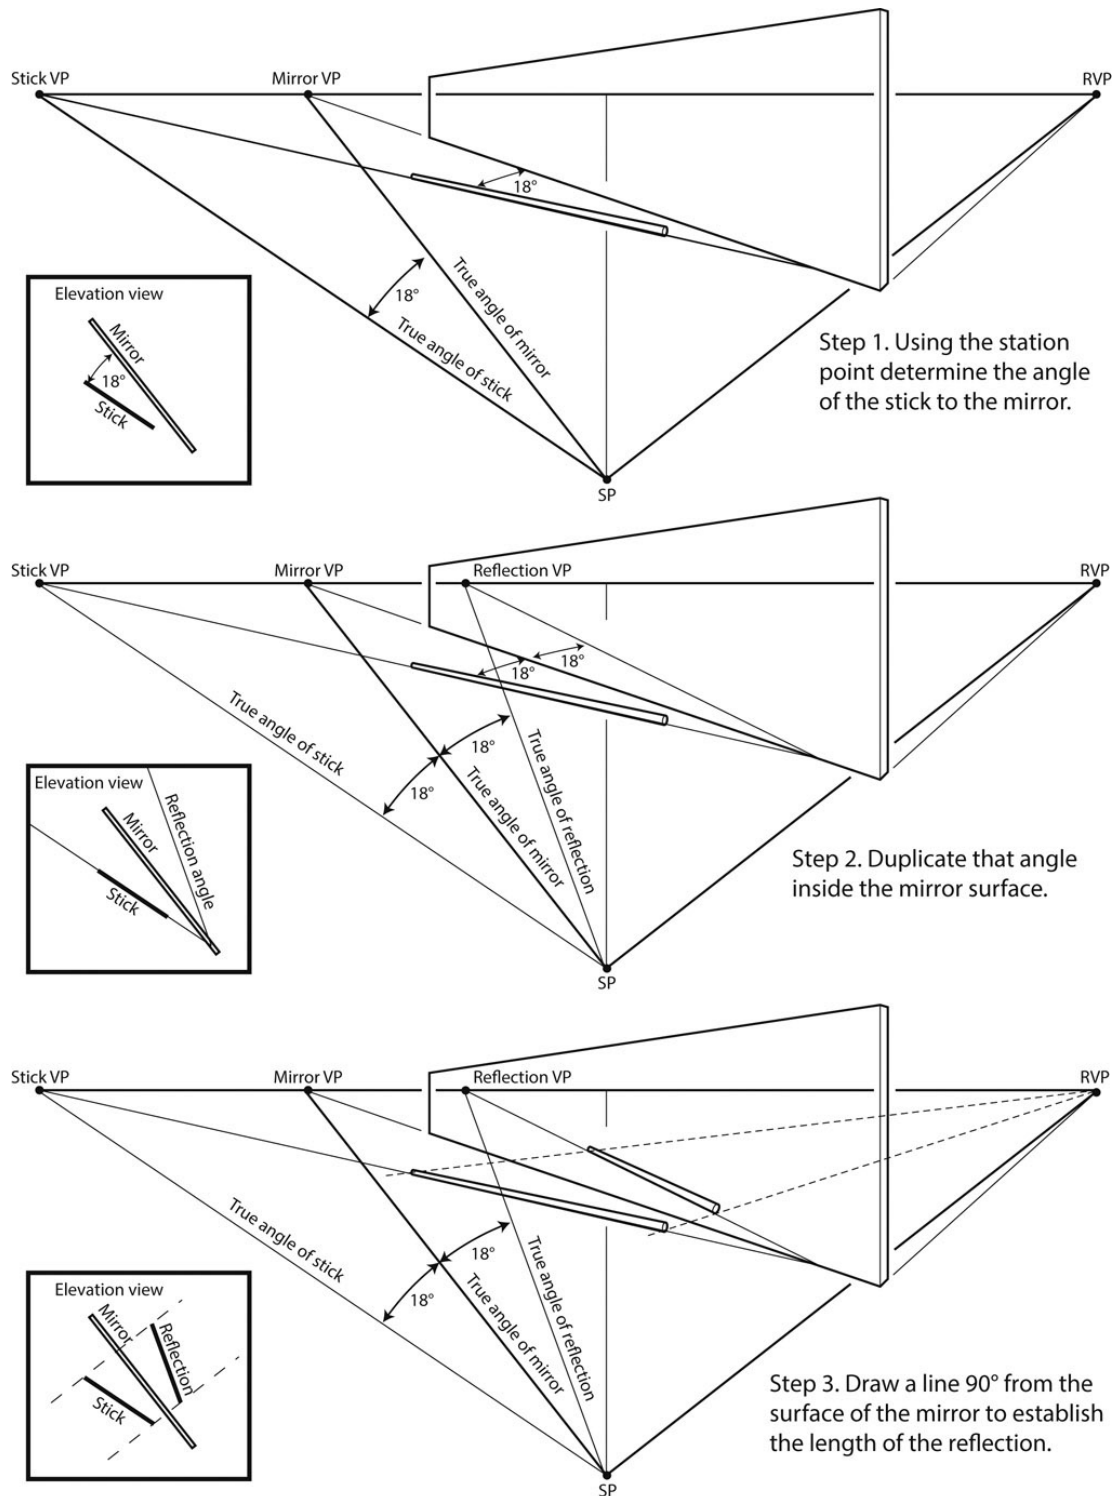 Stick VP
Mirror VP
RVP
18°
18°
True angle of mirror
True angle of stick
Elevation view
Mirror
18°
Stick
Step 1. Using the station
point determine the angle
of the stick to the mirror.
SP
Stick VP
Mirror VP
Reflection VP
RVP
18°
18°
True angle of stick
18°
18°
True angle of mirror
True angle of reflection
Elevation view
Mirror
Reflection angle
Stick
Step 2. Duplicate that angle
inside the mirror surface.
SP
Stick VP
Mirror VP
Reflection VP
RVP
True angle of stick
18°
18°
True angle of mirror
True angle of reflection
Elevation view
Mirror
Reflection
Stick
Step 3. Draw a line 90° from the
surface of the mirror to establish
the length of the reflection.
SP